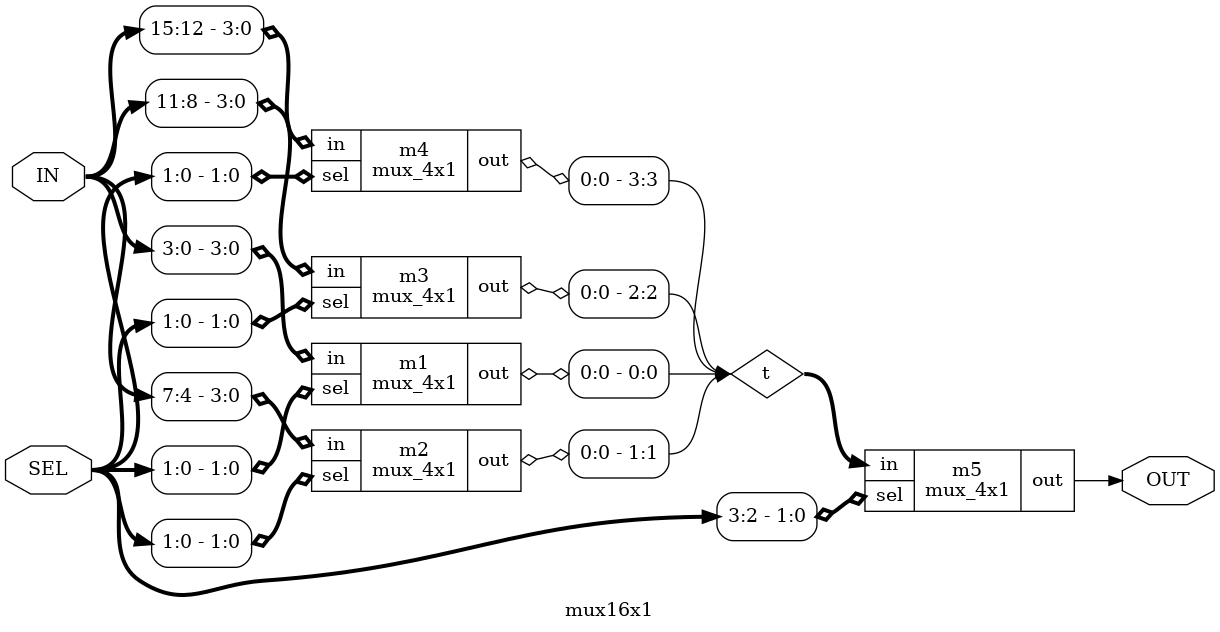 15:12 - 3:0
11:8 - 3:0
IN
1:0 - 1:0
in
sel
m4
mux_4x1
out
0:0 - 3:3
3:0 - 3:0
in
sel
m3
mux_4x1
out
0:0 - 2:2
1:0 - 1:0
in
sel
m1
mux_4x1
out
0:0 - 0:0
t
7:4 - 3:0
SEL
1:0 - 1:0
in
sel
m2
mux_4x1
out
0:0 - 1:1
in
sel
m5
mux_4x1
out
OUT
3:2 - 1:0
1:0 - 1:0
mux16x1